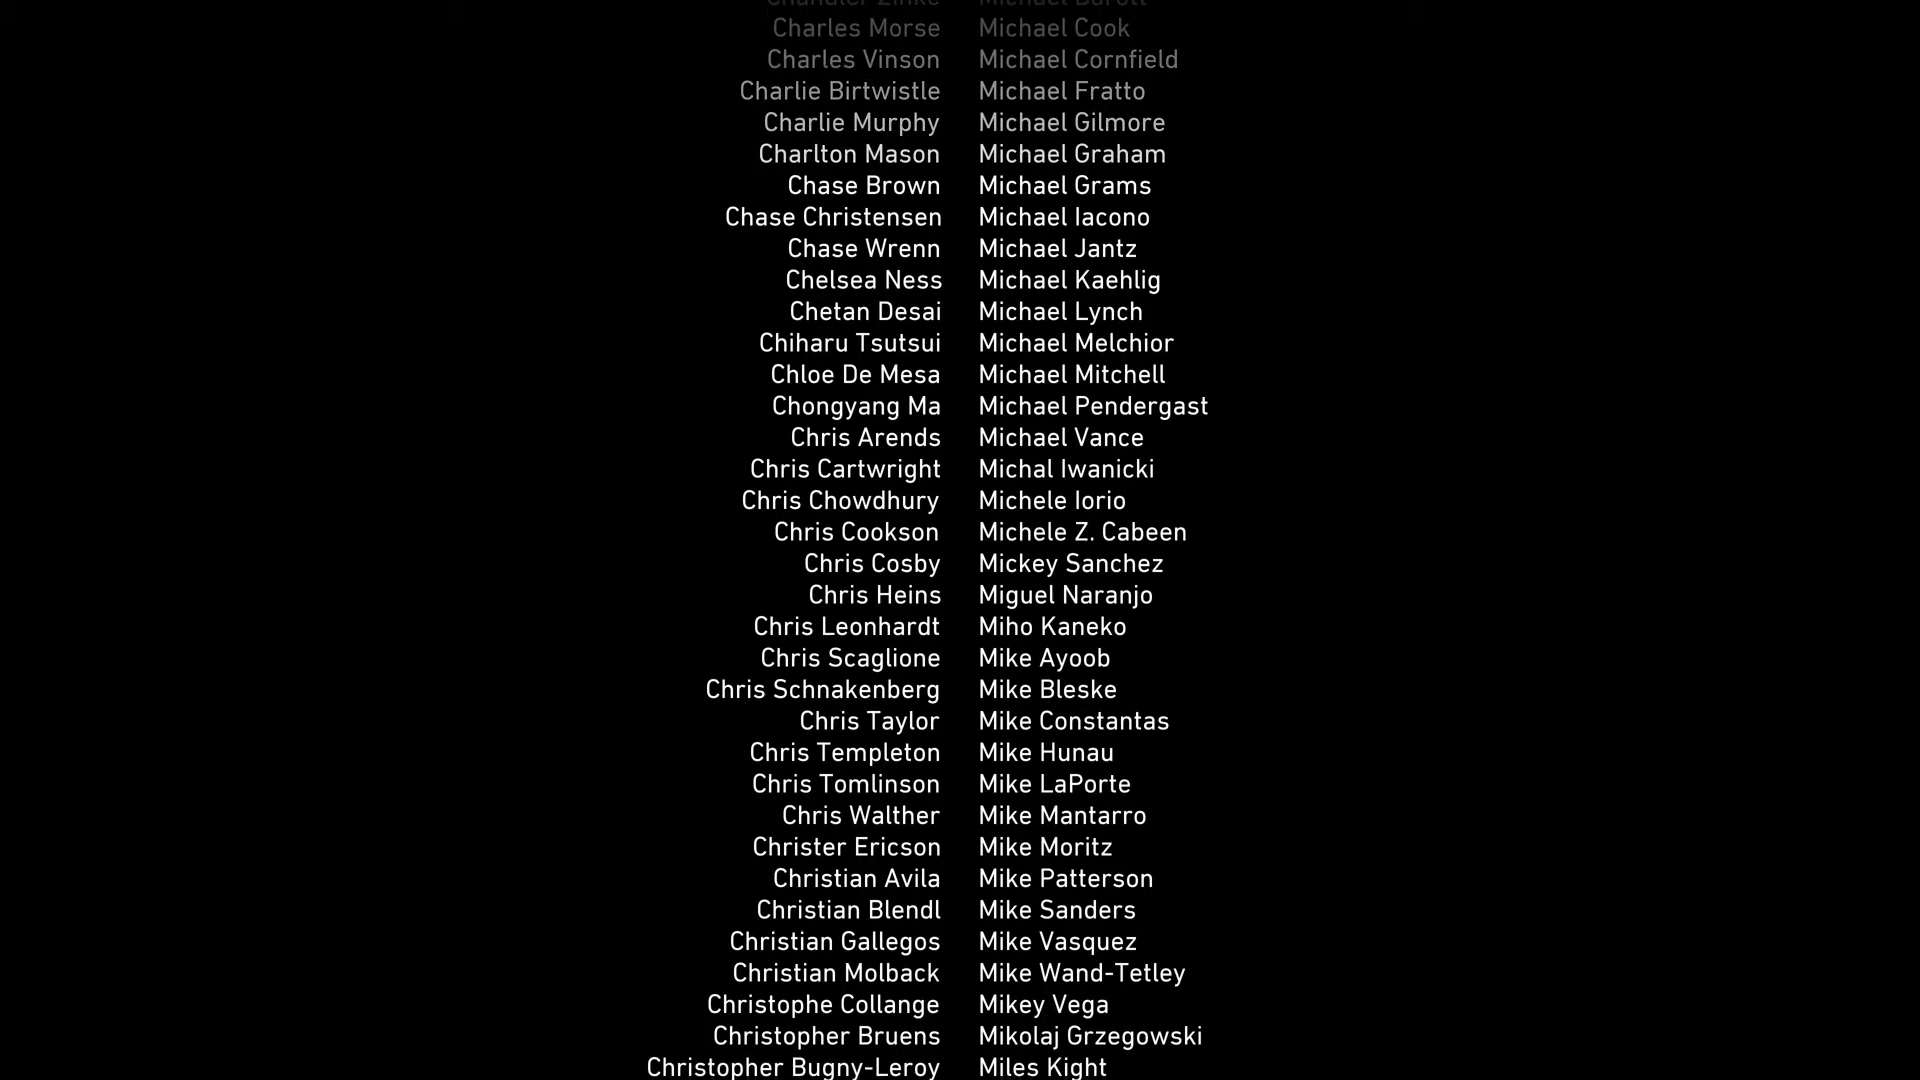 Charles Morse Michael Cook
Charles Vinson Michael Cornfield
Charlie Birtwistle Michael Fratto
Charlie Murphy Michael Gilmore
Charlton Mason Michael Graham
Chase Brown Michael Grams
Chase Christensen Michael Iacono
Chase Wrenn Michael Jantz
Chelsea Ness Michael Kaehlig
Chetan Desai Michael Lynch
Chiharu Tsutsui Michael Melchior
Chloe De Mesa Michael Mitchell
Chongyang Ma Michael Pendergast
Chris Arends Michael Vance
Chris Cartwright Michal Iwanicki
Chris Chowdhury Michele Iorio
Chris Cookson Michele Z. Cabeen
Chris Cosby Mickey Sanchez
Chris Heins Miguel Naranjo
Chris Leonhardt Miho Kaneko
Chris Scaglione Mike Ayoob
Chris Schnakenberg Mike Bleske
Chris Taylor Mike Constantas
Chris Templeton Mike Hunau
Chris Tomlinson Mike LaPorte
Chris Walther Mike Mantarro
Christer Ericson Mike Moritz
Christian Avila Mike Patterson
Christian Blendl Mike Sanders
Christian Gallegos Mike Vasquez
Christian Molback Mike Wand-Tetley
Christophe Collange Mikey Vega
Christopher Bruens Mikolaj Grzegowski
Christopher Bugny-Leroy Miles Kight